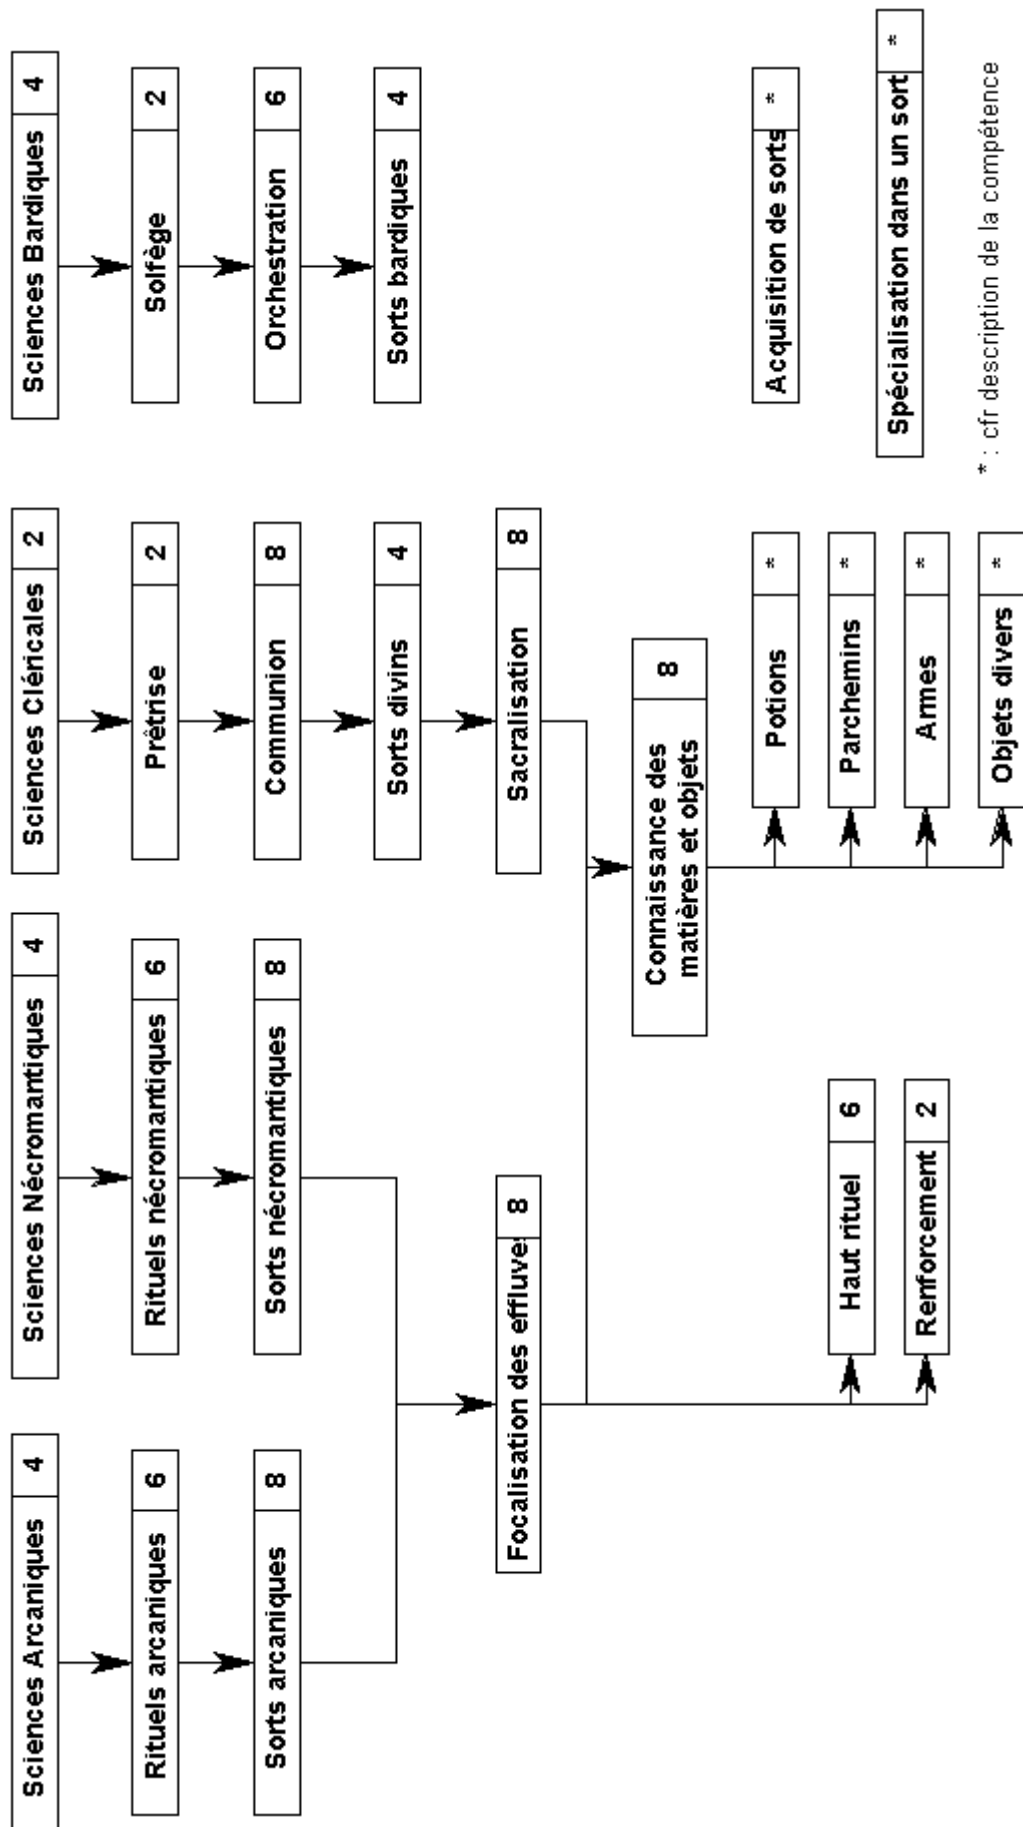 Sciences Arcaniques 4
Rituels arcaniques 6
Sorts arcaniques 8
Sciences Nécromantiques 4
Rituels nécromantiques 6
Sorts nécromantiques 8
Focalisation des effluve 8
Haut rituel 6
Renforcement 2
Sciences Cléricales 2
Prêtrise 2
Communion 8
Sorts divins 4
Sacralisation 8
Connaissance des
matières et objets 8
Potions *
Parchemins *
Armes *
Objets divers *
Sciences Bardiques 4
Solfège 2
Orchestration 6
Sorts bardiques 4
Acquisition de sorts *
Spécialisation dans un sort *
* : cfr description de la compétence